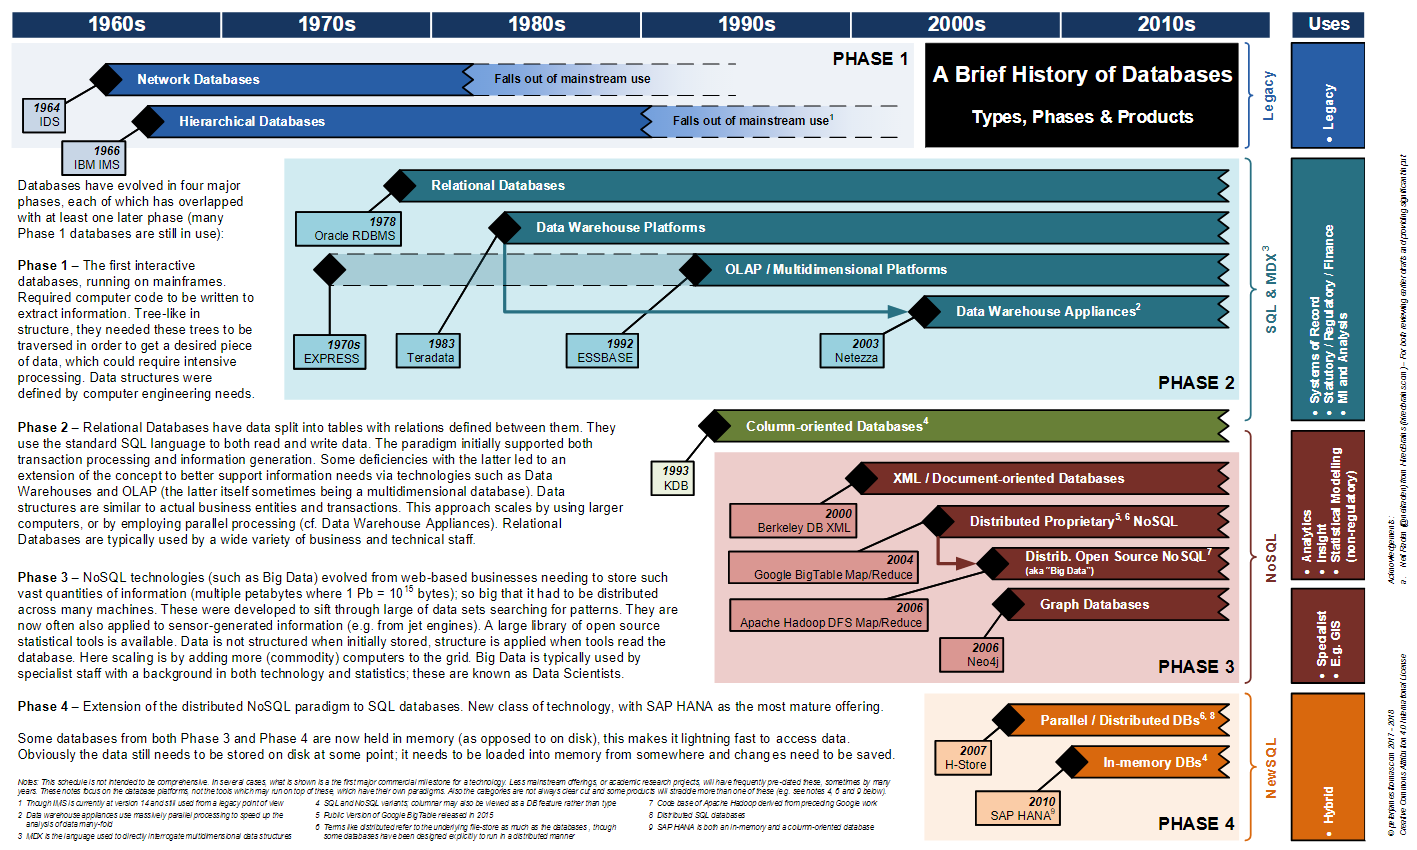 1960s 1970s 1980s 1990s 2000s 2010s Uses
PHASE 1
Network Databases
Falls out of mainstream use
1964
IDS
Hierarchical Databases
Falls out of mainstream use1
1966
IBM IMS
A Brief History of Databases
Types, Phases & Products
Legacy
• Legacy
Databases have evolved in four major
phases, each of which has overlapped
with at least one later phase (many
Phase 1 databases are still in use):
Phase 1 – The first interactive
databases, running on mainframes.
Required computer code to be written to
extract information. Tree-like in
structure, they needed these trees to be
traversed in order to get a desired piece
of data, which could require intensive
processing. Data structures were
defined by computer engineering needs.
Relational Databases
1978
Oracle RDBMS
Data Warehouse Platforms
OLAP / Multidimensional Platforms
Data Warehouse Appliances2
1970s
EXPRESS
1983
Teradata
1992
ESSBASE
2003
Netezza
PHASE 2
SQL & MDX3
• Systems of Record
• Statutory / Regulatory / Finance
• MI and Analysis
Phase 2 – Relational Databases have data split into tables with relations defined between them. They
use the standard SQL language to both read and write data. The paradigm initially supported both
transaction processing and information generation. Some deficiencies with the latter led to an
extension of the concept to better support information needs via technologies such as Data
Warehouses and OLAP (the latter itself sometimes being a multidimensional database). Data
structures are similar to actual business entities and transactions. This approach scales by using larger
computers, or by employing parallel processing (cf. Data Warehouse Appliances). Relational
Databases are typically used by a wide variety of business and technical staff.
Column-oriented Databases4
1993
KDB
XML / Document-oriented Databases
2000
Berkeley DB XML
Distributed Proprietary5, 6 NoSQL
2004
Google BigTable Map/Reduce
Distrib. Open Source NoSQL7
(aka "Big Data")
2006
Apache Hadoop DFS Map/Reduce
Graph Databases
2006
Neo4j
PHASE 3
NoSQL
• Analytics
• Insight
• Statistical Modelling
(non-regulatory)
• Specialist
• E.g. GIS
Phase 3 – NoSQL technologies (such as Big Data) evolved from web-based businesses needing to store such
vast quantities of information (multiple petabytes where 1 Pb = 1015 bytes); so big that it had to be distributed
across many machines. These were developed to sift through large of data sets searching for patterns. They are
now often also applied to sensor-generated information (e.g. from jet engines). A large library of open source
statistical tools is available. Data is not structured when initially stored, structure is applied when tools read the
database. Here scaling is by adding more (commodity) computers to the grid. Big Data is typically used by
specialist staff with a background in both technology and statistics; these are known as Data Scientists.
Phase 4 – Extension of the distributed NoSQL paradigm to SQL databases. New class of technology, with SAP HANA as the most mature offering.
Some databases from both Phase 3 and Phase 4 are now held in memory (as opposed to on disk), this makes it lightning fast to access data.
Obviously the data still needs to be stored on disk at some point; it needs to be loaded into memory from somewhere and changes need to be saved.
Parallel / Distributed DBs6, 8
2007
H-Store
In-memory DBs4
2010
SAP HANA9
PHASE 4
NewSQL
• Hybrid
Notes: This schedule is not intended to be comprehensive. In several cases, what is shown is the first major commercial milestone for a technology. Less mainstream offerings, or academic research projects, will have frequently pre-dated these, sometimes by many
years. These notes focus on the database platforms, not the tools which may run on top of these, which have their own paradigms. Also the categories are not always clear cut and some products will straddle more than one of these (e.g. see notes 4, 6 and 9 below).
1 Though IMS is currently at version 14 and still used from a legacy point of view
2 Data warehouse appliances use massively parallel processing to speed up the
analysis of data many-fold
3 MDX is the language used to directly interrogate multidimensional data structures
4 SQL and NoSQL variants; columnar may also be viewed as a DB feature rather than type
5 Public Version of Google BigTable released in 2015
6 Terms like distributed refer to the underlying file-store as much as the databases, though
some databases have been designed explicitly to run in a distributed manner
7 Code base of Apache Hadoop derived from preceding Google work
8 Distributed SQL databases
9 SAP HANA is both an in-memory and a column-oriented database
© peterjamesthomas.com 2017 - 2018
Creative Commons Attribution 4.0 International License
Acknowledgements:
a. Neil Raden from Hired Brains (hiredbrains.com) – For both reviewing earlier drafts and providing significant input